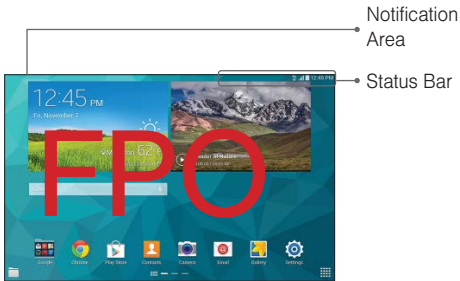 Notification
Area
Status Bar
12:45 PM
12:45 PM
Fri, November 7
62
FPO
Google
Chrome
Play Store
Contacts
Camera
Email
Gallery
Settings